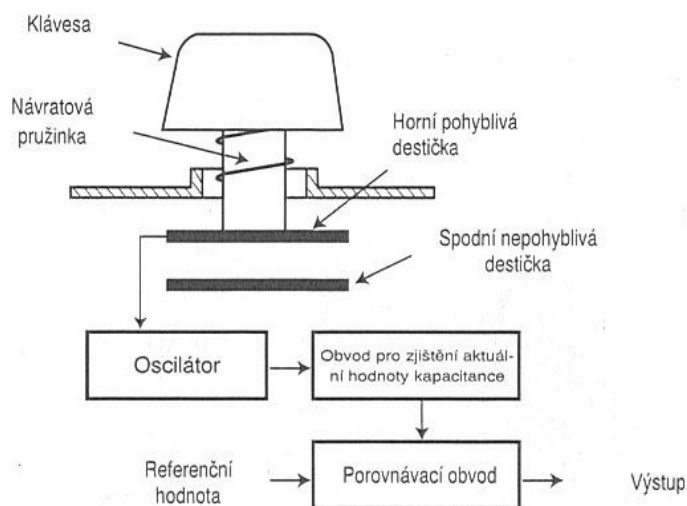 Klávesa
Návratová
pružinka
Horní pohyblivá
destička
Spodní nepohyblivá
destička
Oscilátor
Obvod pro zjištění aktuál-
ní hodnoty kapacitance
Referenční
hodnota
Porovnávací obvod
Výstup